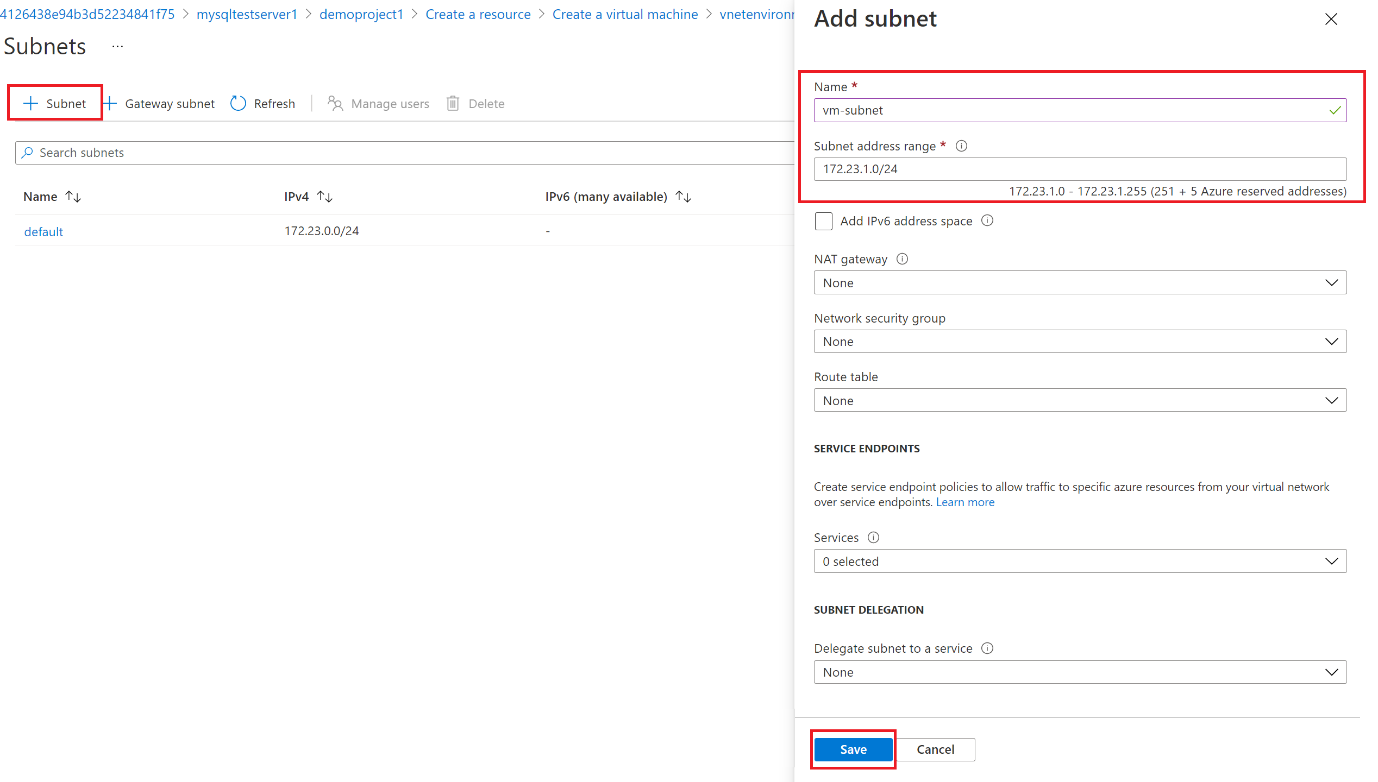 4126438e94b3d52234841f75 > mysqltestserver1 > demoproject1 > Create a resource > Create a virtual machine > vnetenvironm
Subnets ...
+ Subnet + Gateway subnet Refresh Manage users Delete
Search subnets
Name IPv4 IPv6 (many available)
default 172.23.0.0/24 -
Add subnet
Name *
vm-subnet
Subnet address range *
172.23.1.0/24
172.23.1.0 - 172.23.1.255 (251 + 5 Azure reserved addresses)
Add IPv6 address space
NAT gateway
None
Network security group
None
Route table
None
SERVICE ENDPOINTS
Create service endpoint policies to allow traffic to specific azure resources from your virtual network
over service endpoints. Learn more
Services
0 selected
SUBNET DELEGATION
Delegate subnet to a service
None
Save Cancel